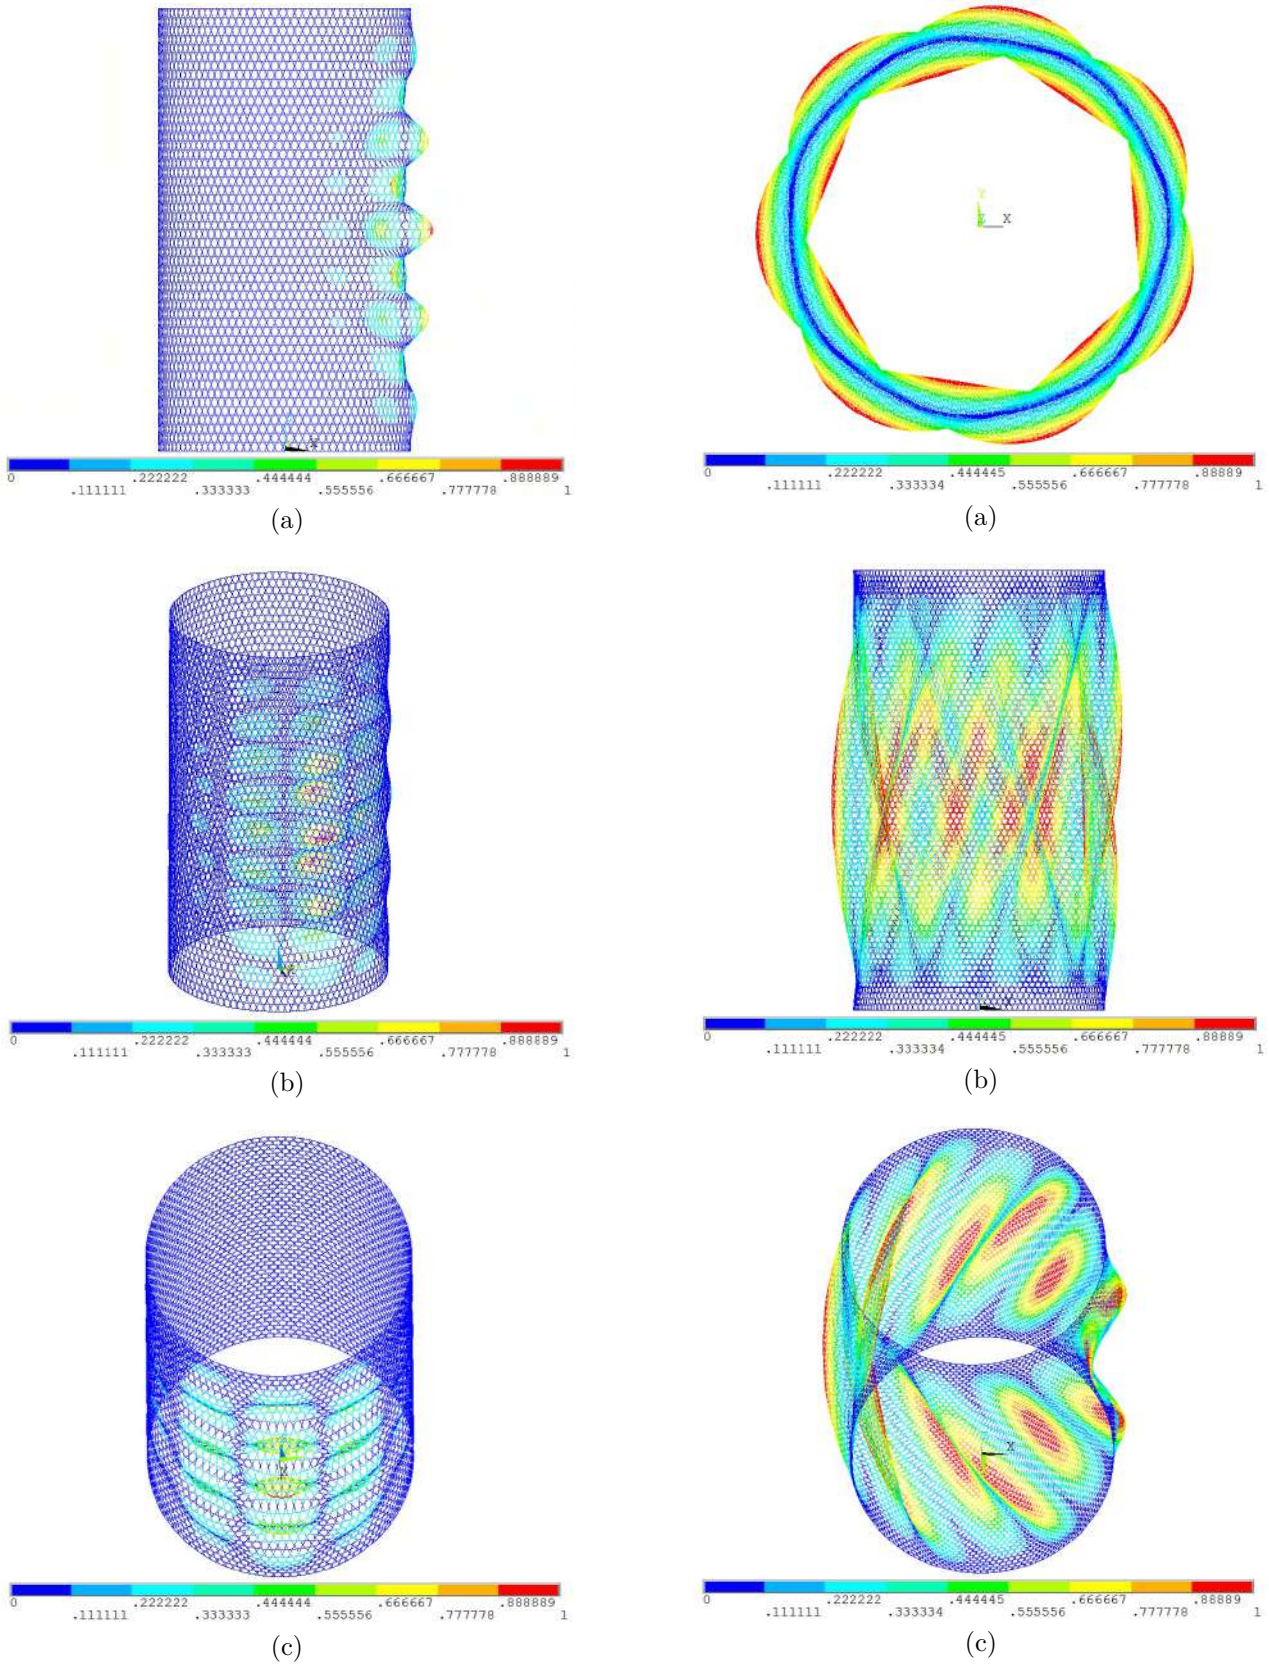 X
0 .222222 .444444 .666667 .888889
.111111 .333333 .555556 .777778 1
(a)
Y
Z X
0 .222222 .444445 .666667 .88889
.111111 .333334 .555556 .777778 1
(a)
0 .222222 .444444 .666667 .888889
.111111 .333333 .555556 .777778 1
(b)
X
0 .222222 .444445 .666667 .88889
.111111 .333334 .555556 .777778 1
(b)
X
0 .222222 .444444 .666667 .888889
.111111 .333333 .555556 .777778 1
(c)
X
0 .222222 .444445 .666667 .88889
.111111 .333334 .555556 .777778 1
(c)